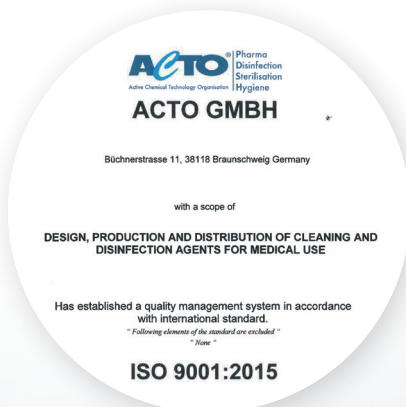 ACTO®
Pharma
Disinfection
Sterilisation
Hygiene
Active Chemical Technology Organisation
ACTO GMBH
Büchnerstrasse 11, 38118 Braunschweig Germany
with a scope of
DESIGN, PRODUCTION AND DISTRIBUTION OF CLEANING AND
DISINFECTION AGENTS FOR MEDICAL USE
Has established a quality management system in accordance
with international standard.
" Following elements of the standard are excluded "
" None "
ISO 9001:2015